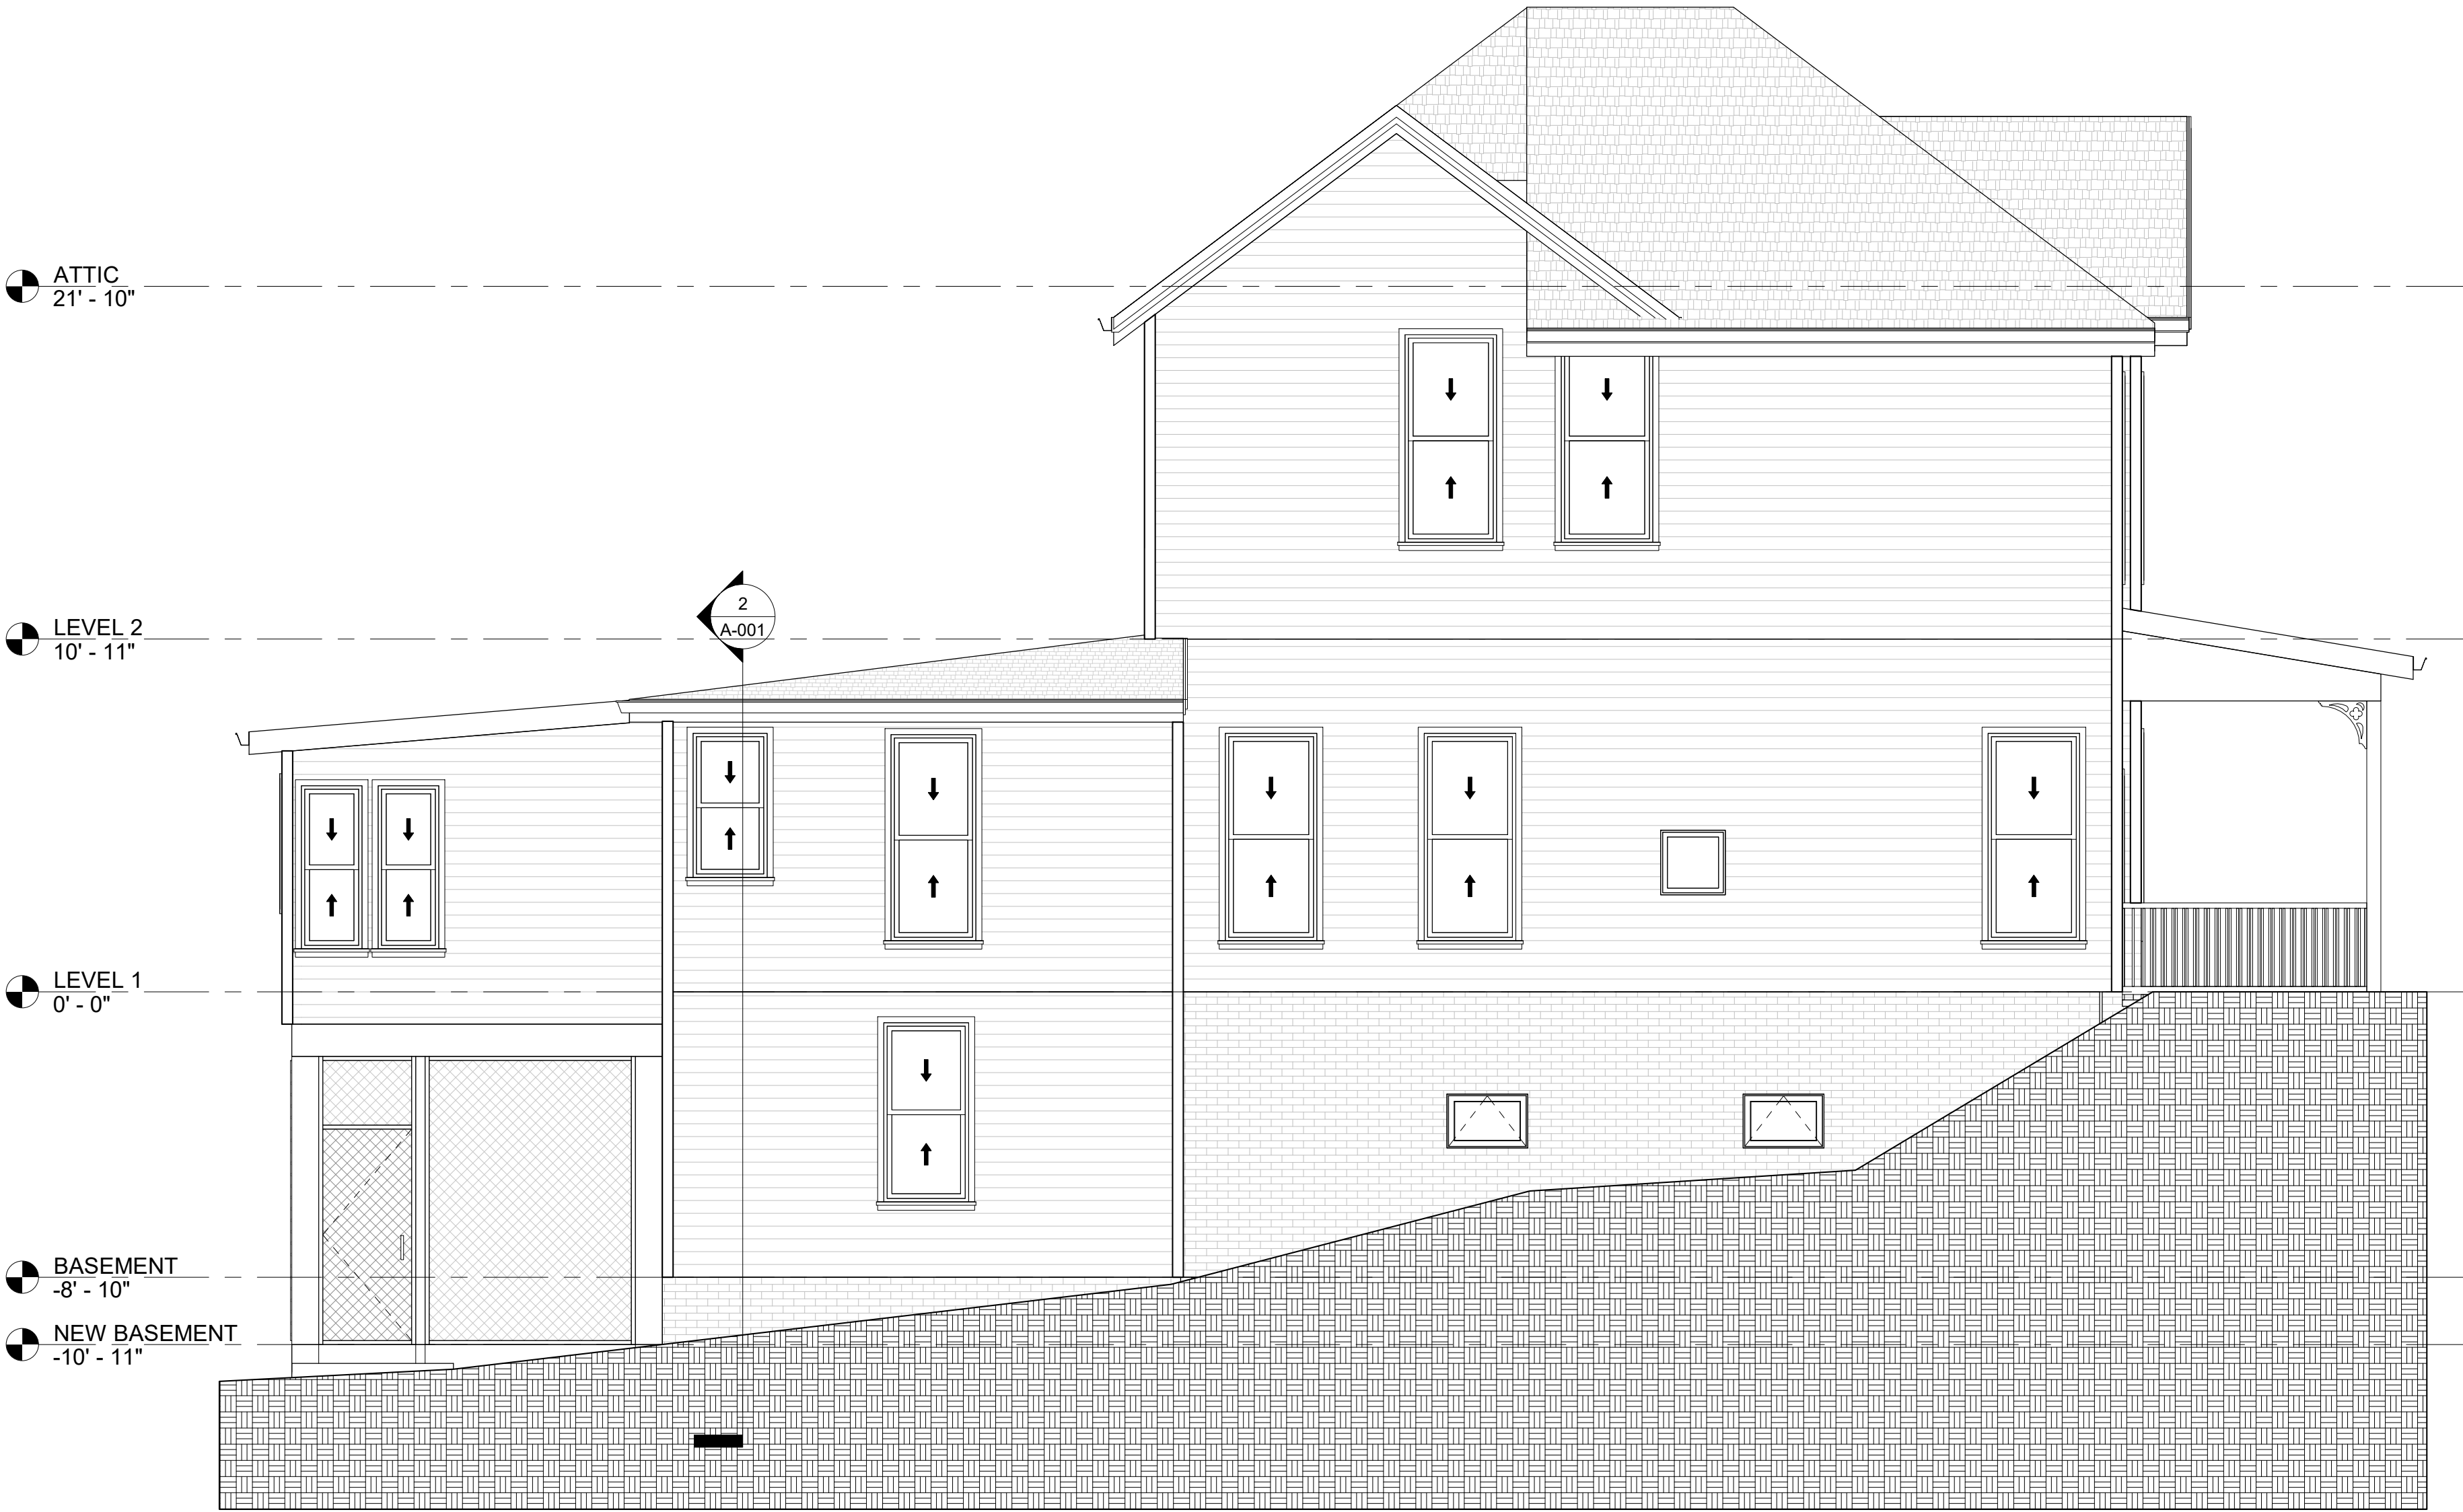 ATTIC
21' - 10"
LEVEL 2
10' - 11"
2
A-001
LEVEL 1
0' - 0"
BASEMENT
-8' - 10"
NEW BASEMENT
-10' - 11"